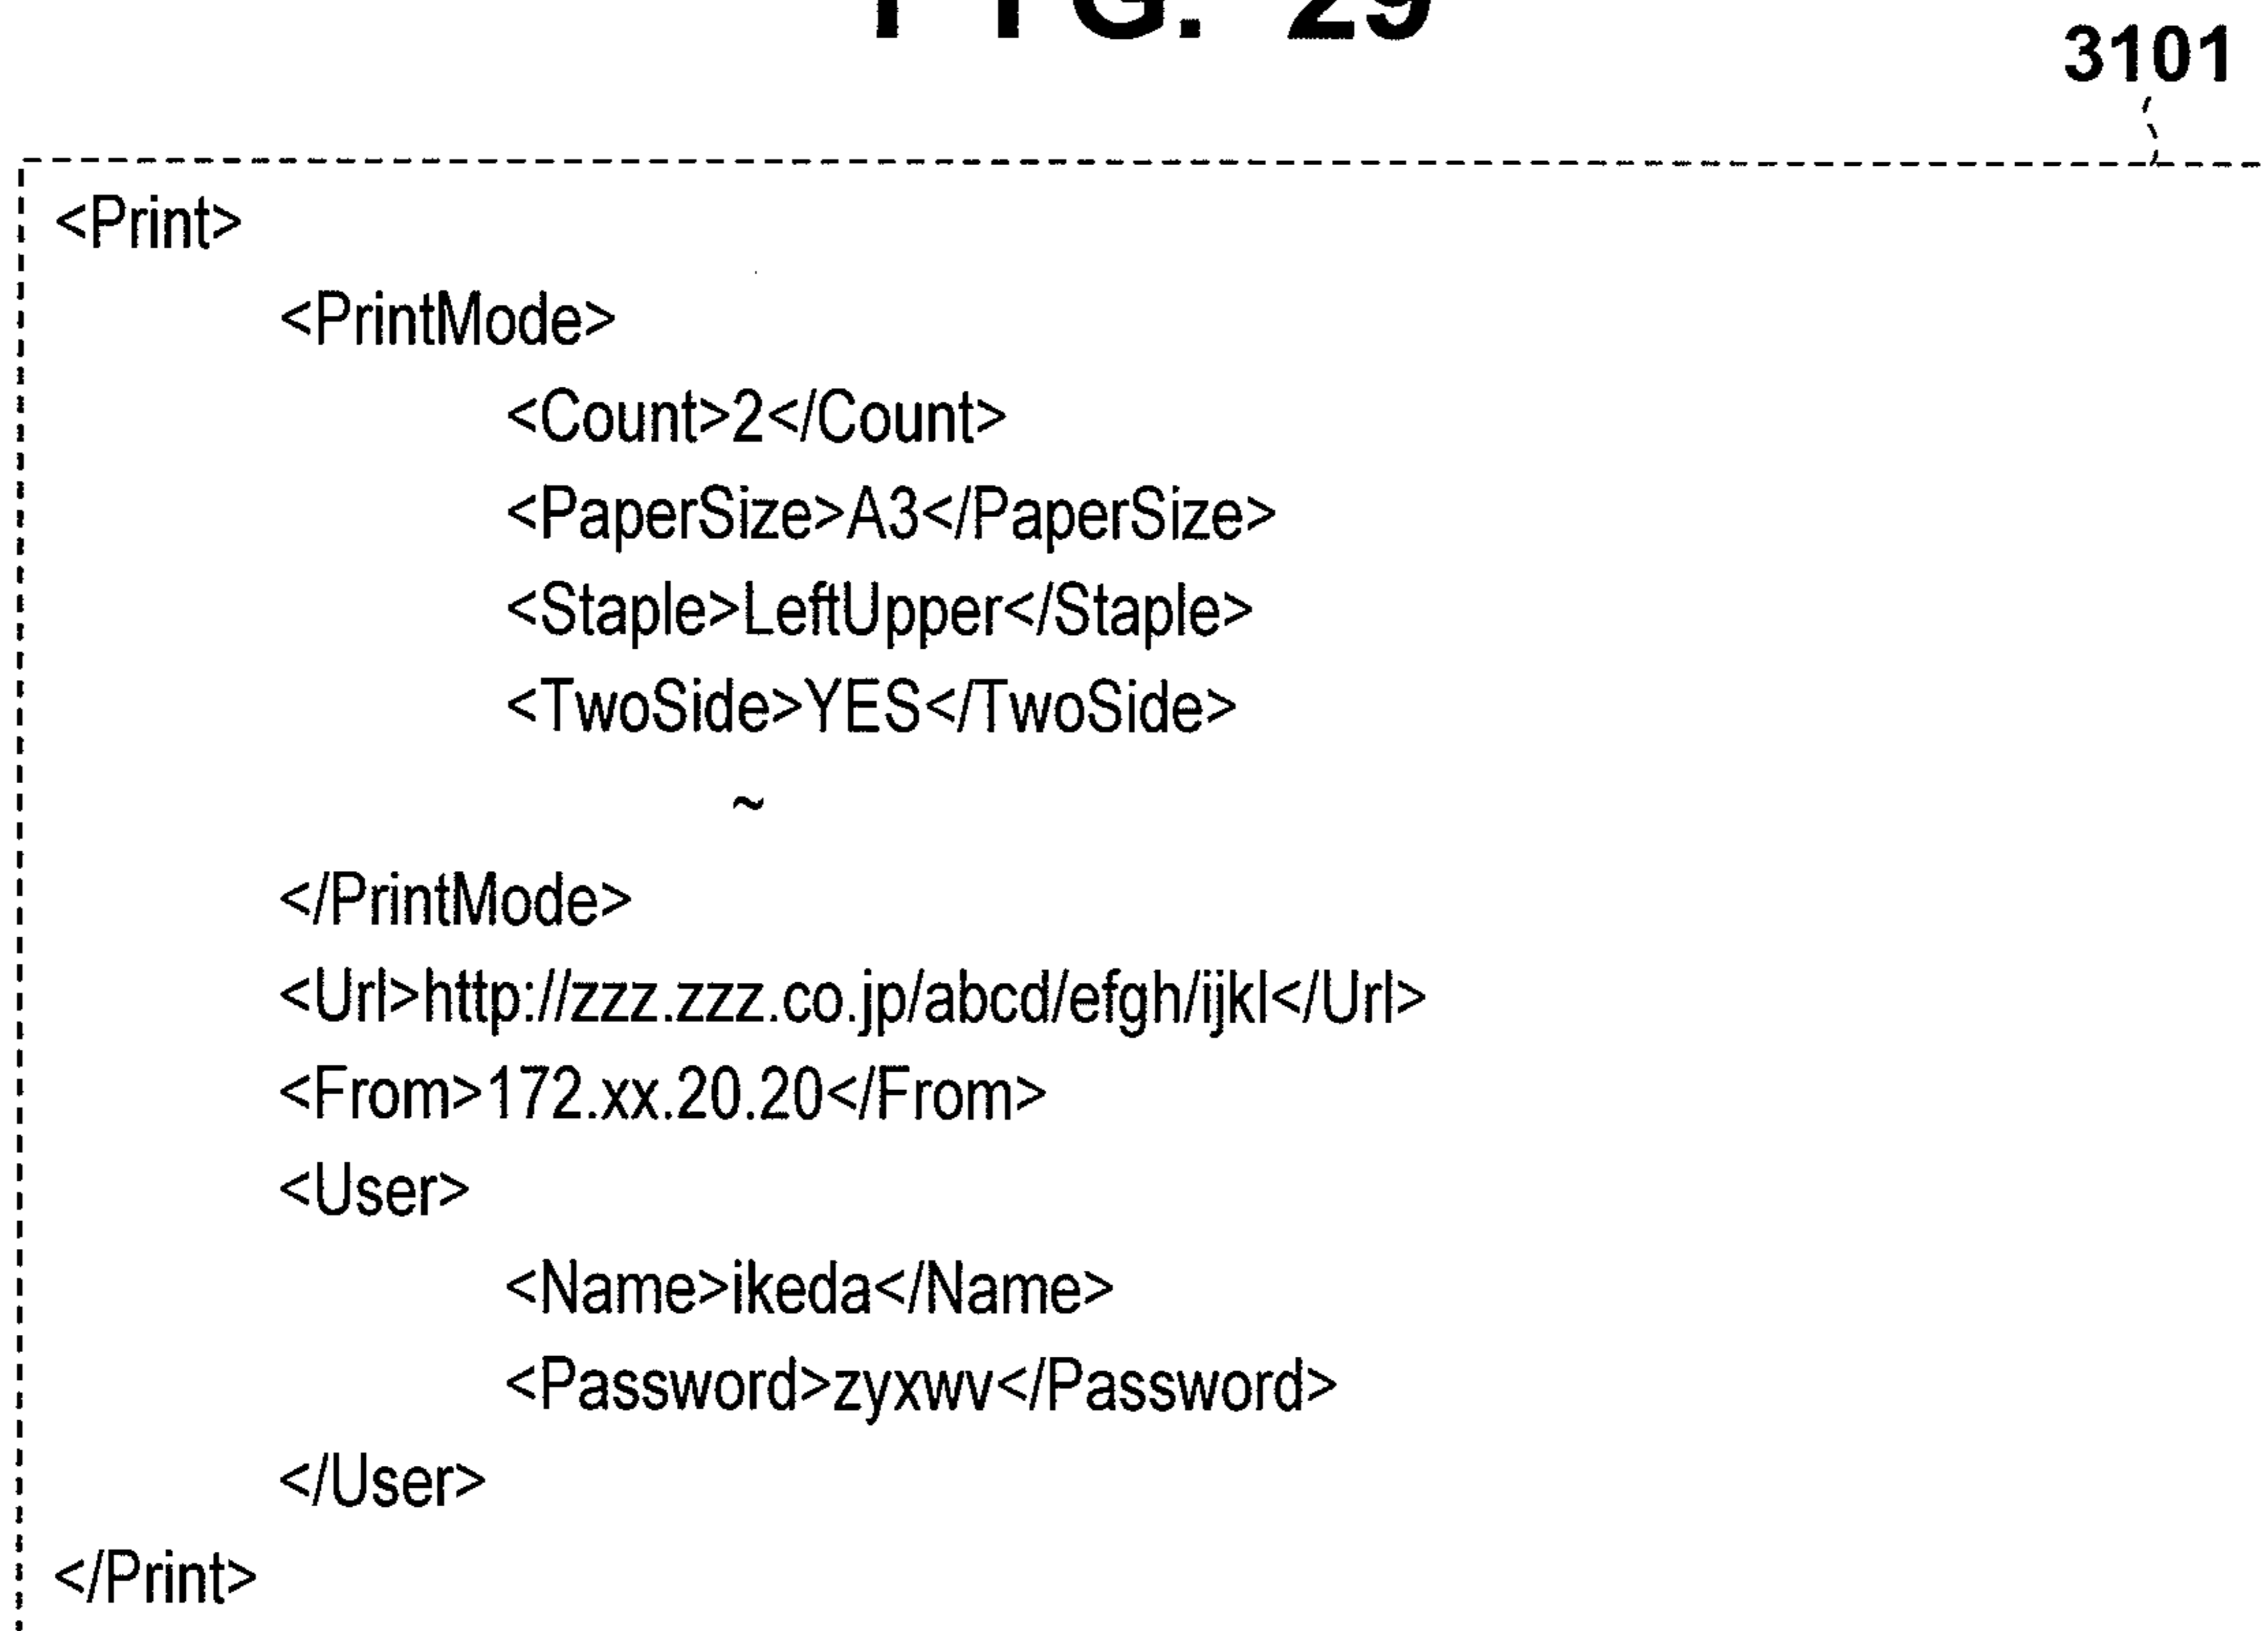 FIG. 29
3101
<Print>
<PrintMode>
<Count>2</Count>
<PaperSize>A3</PaperSize>
<Staple>LeftUpper</Staple>
<TwoSide>YES</TwoSide>
~
</PrintMode>
<Url>http://zzz.zzz.co.jp/abcd/efgh/ijkl</Url>
<From>172.xx.20.20</From>
<User>
<Name>ikeda</Name>
<Password>zyxwv</Password>
</User>
</Print>